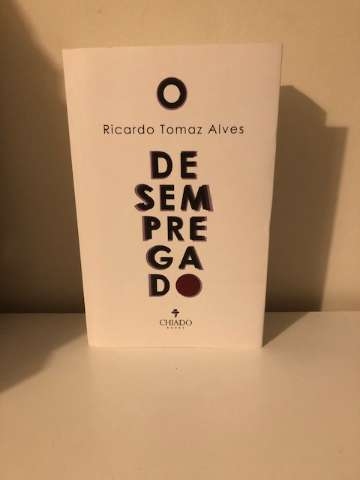 O
Ricardo Tomaz Alves
DE
SEM
PRE
GA
DO
CHIADO
BOOKS